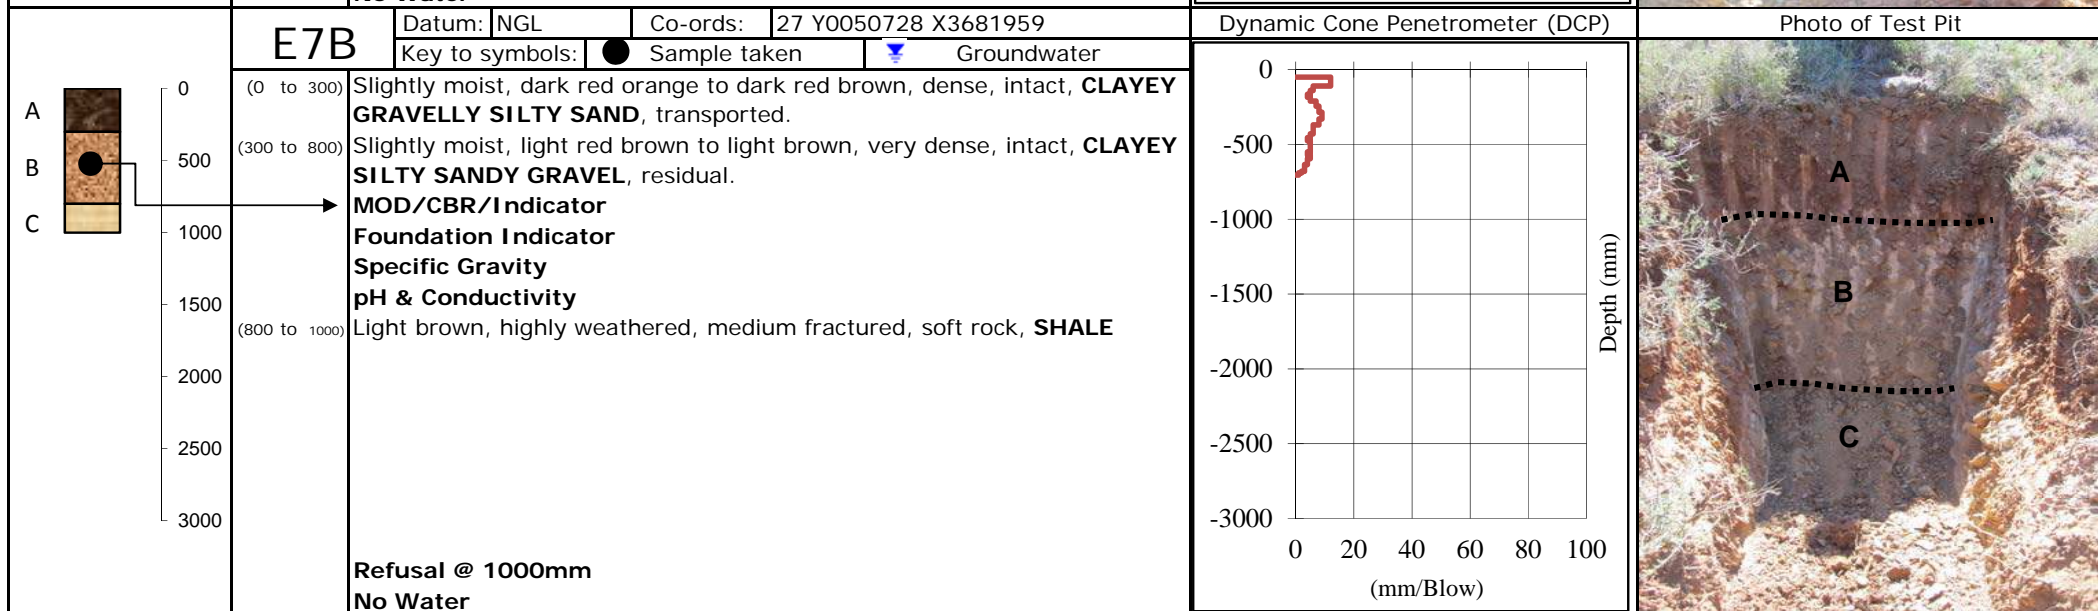 No Water
E7B
Datum: NGL Co-ords: 27 Y0050728 X3681959
Key to symbols: Sample taken Groundwater
Dynamic Cone Penetrometer (DCP)
Photo of Test Pit
A
B
C
0
500
1000
1500
2000
2500
3000
(0 to 300) Slightly moist, dark red orange to dark red brown, dense, intact, CLAYEY
GRAVELLY SILTY SAND, transported.
(300 to 800) Slightly moist, light red brown to light brown, very dense, intact, CLAYEY
SILTY SANDY GRAVEL, residual.
MOD/CBR/Indicator
Foundation Indicator
Specific Gravity
pH & Conductivity
(800 to 1000) Light brown, highly weathered, medium fractured, soft rock, SHALE
Refusal @ 1000mm
No Water
0
-500
-1000
-1500
-2000
-2500
-3000
0 20 40 60 80 100
(mm/Blow)
Depth (mm)
A
B
C